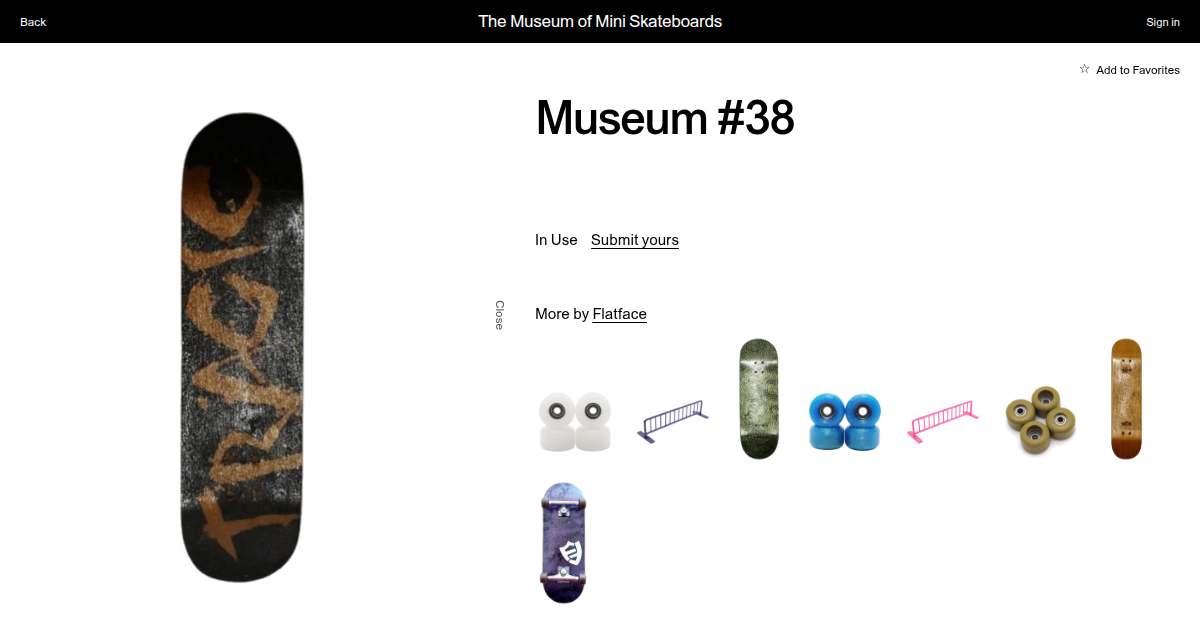 Back
The Museum of Mini Skateboards
Sign in
☆ Add to Favorites
Museum #38
TRAGIC
In Use Submit yours
Close
More by Flatface